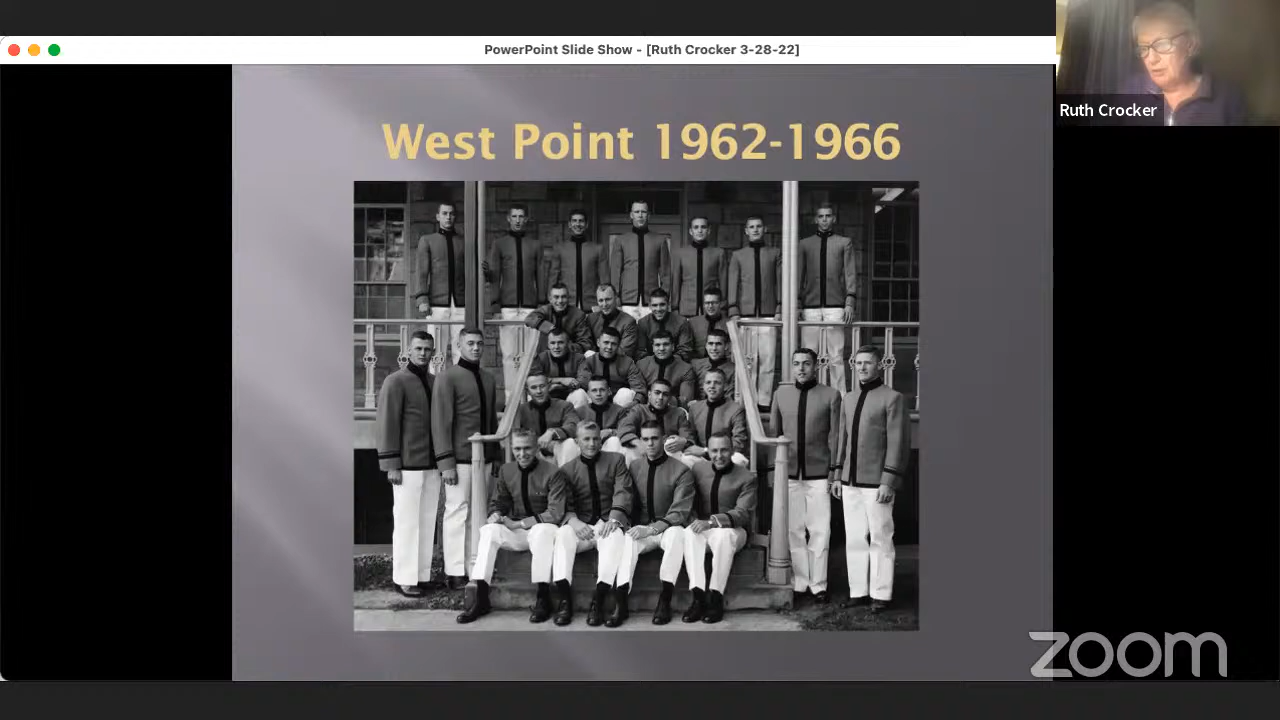 PowerPoint Slide Show - [Ruth Crocker 3-28-22]
Ruth Crocker
West Point 1962-1966
zoom